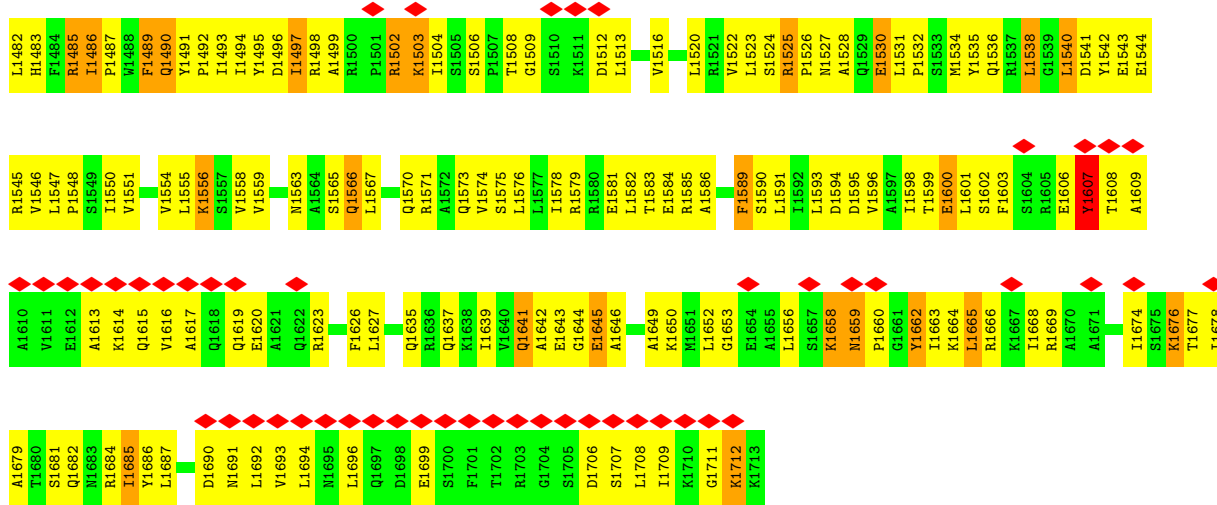 L1482 H1483 F1484 R1485 I1486 P1487 W1488 F1489 Q1490 Y1491 P1492 I1493 I1494 Y1495 D1496 I1497 R1498 A1499 R1500 P1501 R1502 K1503 I1504 S1505 S1506 P1507 T1508 G1509 S1510 K1511 D1512 L1513 V1516 L1520 R1521 V1522 L1523 S1524 R1525 P1526 N1527 A1528 Q1529 E1530 L1531 P1532 S1533 M1534 Y1535 Q1536 R1537 L1538 G1539 L1540 D1541 Y1542 E1543 E1544
R1545 V1546 L1547 P1548 S1549 I1550 V1551 V1554 L1555 K1556 S1557 V1558 V1559 N1563 A1564 S1565 Q1566 L1567 Q1570 R1571 A1572 Q1573 V1574 S1575 L1576 L1577 I1578 R1579 R1580 E1581 L1582 T1583 E1584 R1585 A1586 F1589 S1590 L1591 I1592 L1593 D1594 D1595 V1596 A1597 I1598 T1599 E1600 L1601 S1602 F1603 S1604 R1605 E1606 Y1607 T1608 A1609
A1610 V1611 E1612 A1613 K1614 Q1615 V1616 A1617 Q1618 Q1619 E1620 A1621 Q1622 R1623 F1626 L1627 Q1635 R1636 Q1637 K1638 I1639 V1640 Q1641 A1642 E1643 G1644 E1645 A1646 A1649 K1650 M1651 L1652 G1653 E1654 A1655 L1656 S1657 K1658 N1659 P1660 G1661 Y1662 I1663 K1664 L1665 R1666 K1667 I1668 R1669 A1670 A1671 I1674 S1675 K1676 T1677 I1678
A1679 T1680 S1681 Q1682 N1683 R1684 I1685 Y1686 L1687 D1690 N1691 L1692 V1693 L1694 N1695 L1696 Q1697 D1698 E1699 S1700 F1701 T1702 R1703 G1704 S1705 D1706 S1707 L1708 I1709 K1710 G1711 K1712 K1713